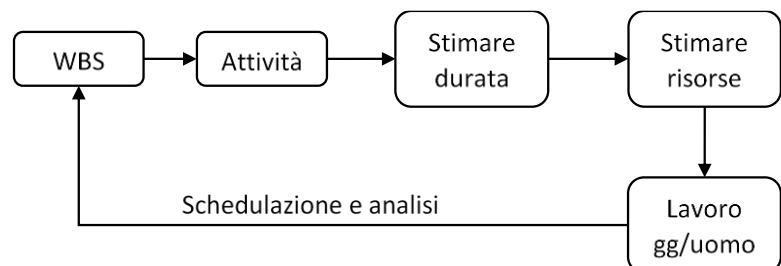 WBS
Attività
Stimare
durata
Stimare
risorse
Schedulazione e analisi
Lavoro
gg/uomo